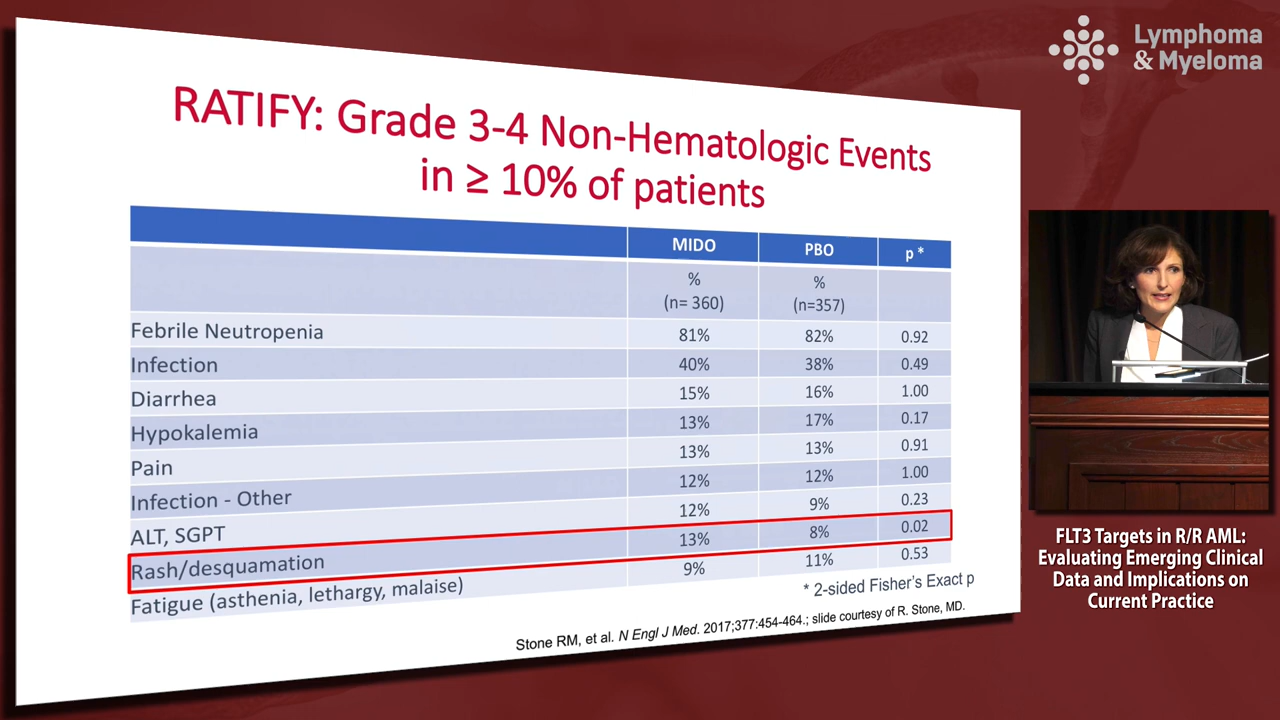 Lymphoma
& Myeloma
RATIFY: Grade 3-4 Non-Hematologic Events
in ≥ 10% of patients
MIDO PBO p *
% %
(n= 360) (n=357)
Febrile Neutropenia 81% 82% 0.92
Infection 40% 38% 0.49
Diarrhea 15% 16% 1.00
Hypokalemia 13% 17% 0.17
Pain 13% 13% 0.91
Infection - Other 12% 12% 1.00
ALT, SGPT 12% 9% 0.23
Rash/desquamation 13% 8% 0.02
Fatigue (asthenia, lethargy, malaise) 9% 11% 0.53
* 2-sided Fisher's Exact p
Stone RM, et al. N Engl J Med. 2017;377:454-464.; slide courtesy of R. Stone, MD.
FLT3 Targets in R/R AML:
Evaluating Emerging Clinical
Data and Implications on
Current Practice